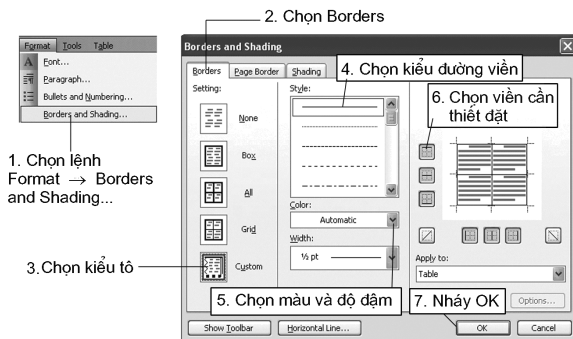 2. Chọn Borders
Format Tools Table
Font...
Paragraph...
Bullets and Numbering...
Borders and Shading...
1. Chọn lệnh
Format → Borders
and Shading...
Borders and Shading
Borders Page Border Shading
Setting:
None
Box
All
Grid
Custom
3.Chọn kiểu tô
Style:
4. Chọn kiểu đường viền
Color:
Automatic
Width:
½ pt
5. Chọn màu và độ đậm
6. Chọn viền cần
thiết đặt
Apply to:
Table
7. Nháy OK
Options...
Show Toolbar
Horizontal Line...
OK
Cancel